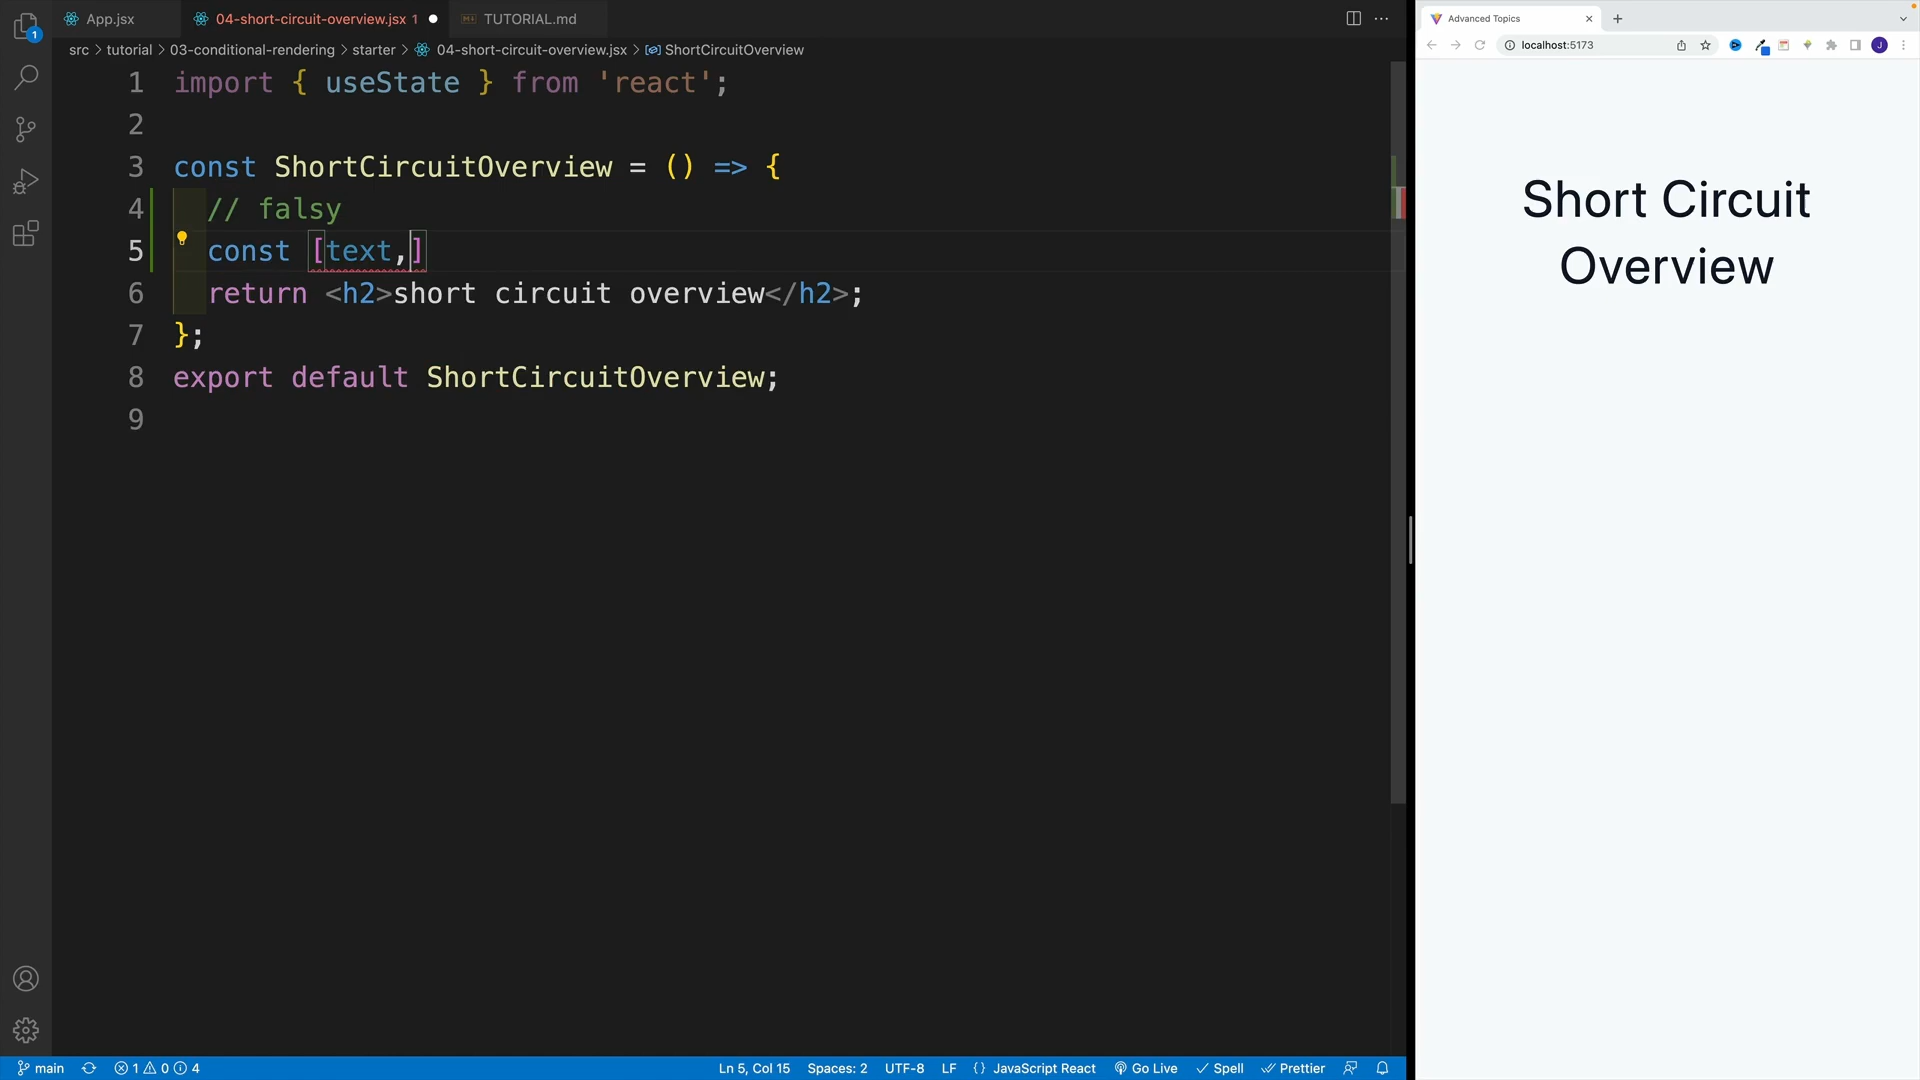 App.jsx
04-short-circuit-overview.jsx 1
TUTORIAL.md
src > tutorial > 03-conditional-rendering > starter > 04-short-circuit-overview.jsx > ShortCircuitOverview
1 import { useState } from 'react';
2
3 const ShortCircuitOverview = () => {
4 // falsy
5 const [text,]
6 return <h2>short circuit overview</h2>;
7 };
8 export default ShortCircuitOverview;
9
1
main
1 0 4
Ln 5, Col 15
Spaces: 2
UTF-8
LF
{} JavaScript React
Go Live
Spell
Prettier
Advanced Topics
localhost:5173
J
Short Circuit
Overview